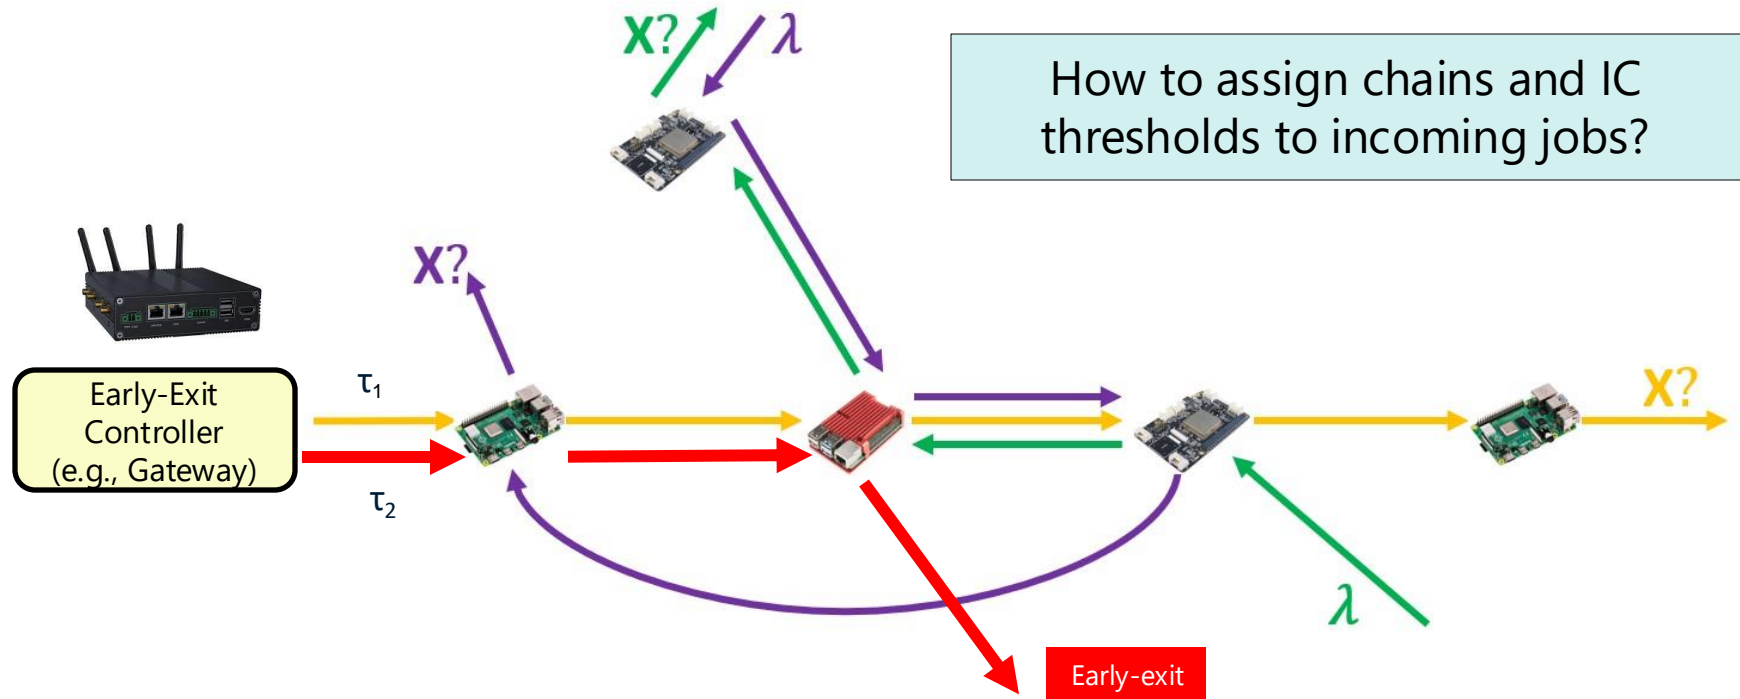 X?
λ
How to assign chains and IC
thresholds to incoming jobs?
X?
Early-Exit
Controller
(e.g., Gateway)
τ1
τ2
X?
λ
Early-exit